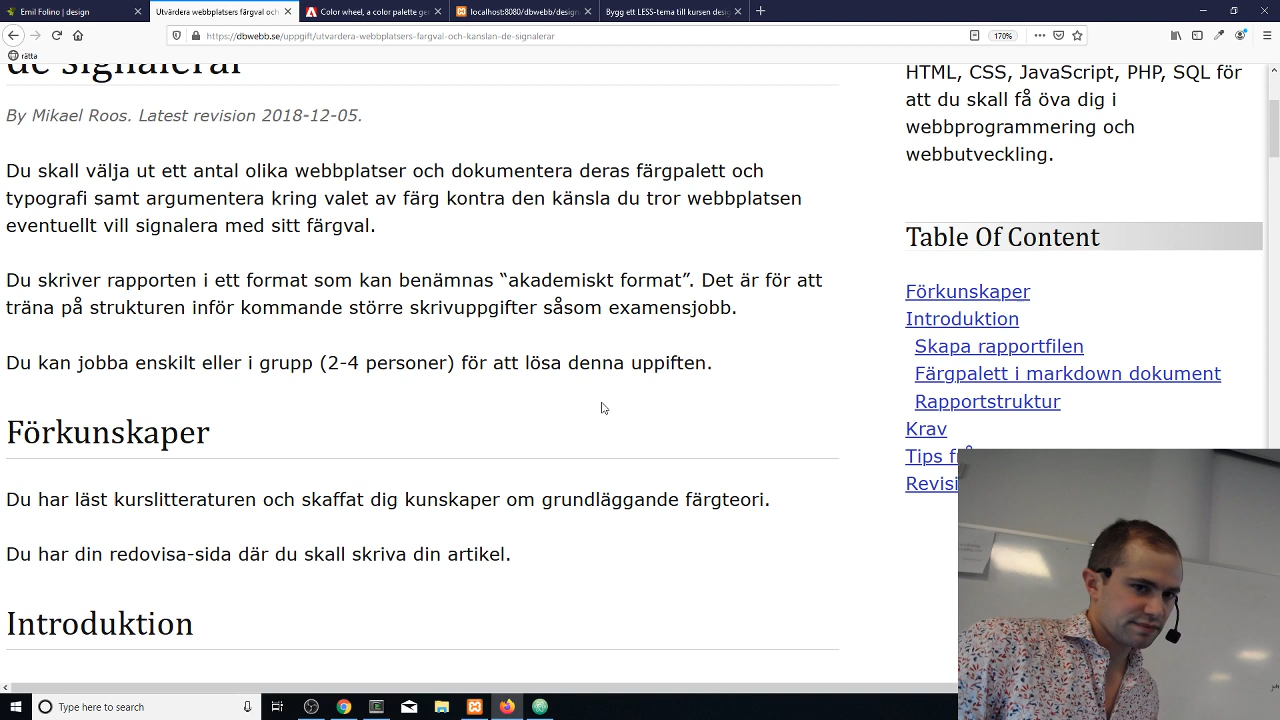 Emil Folino | design
Utvärdera webbplatsers färgval och
Color wheel, a color palette ge
localhost:8080/dbwebb/design
Bygg ett LESS-tema till kursen desi
https://dbwebb.se/uppgift/utvardera-webbplatsers-fargval-och-kanslan-de-signalerar
170%
rätta
de signalerar
By Mikael Roos. Latest revision 2018-12-05.
Du skall välja ut ett antal olika webbplatser och dokumentera deras färgpalett och
typografi samt argumentera kring valet av färg kontra den känsla du tror webbplatsen
eventuellt vill signalera med sitt färgval.
Du skriver rapporten i ett format som kan benämnas “akademiskt format”. Det är för att
träna på strukturen inför kommande större skrivuppgifter såsom examensjobb.
Du kan jobba enskilt eller i grupp (2-4 personer) för att lösa denna uppiften.
Förkunskaper
Du har läst kurslitteraturen och skaffat dig kunskaper om grundläggande färgteori.
Du har din redovisa-sida där du skall skriva din artikel.
Introduktion
HTML, CSS, JavaScript, PHP, SQL för
att du skall få öva dig i
webbprogrammering och
webbutveckling.
Table Of Content
Förkunskaper
Introduktion
Skapa rapportfilen
Färgpalett i markdown dokument
Rapportstruktur
Krav
Tips frå
Revisi
Type here to search